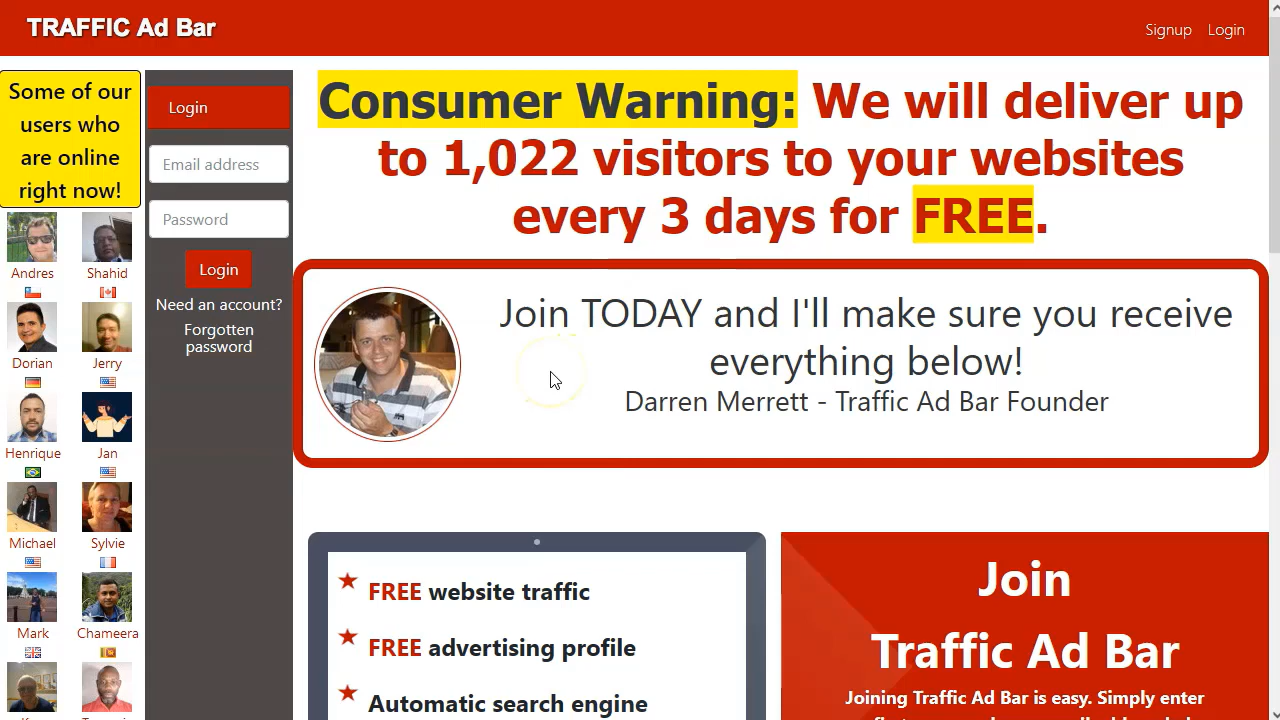 TRAFFIC Ad Bar
Signup Login
Some of our
users who
are online
right now!
Andres Shahid
Dorian Jerry
Henrique Jan
Michael Sylvie
Mark Chameera
Login
Email address
Password
Login
Need an account?
Forgotten
password
Consumer Warning: We will deliver up
to 1,022 visitors to your websites
every 3 days for FREE.
Join TODAY and I'll make sure you receive
everything below!
Darren Merrett - Traffic Ad Bar Founder
FREE website traffic
FREE advertising profile
Automatic search engine
Join
Traffic Ad Bar
Joining Traffic Ad Bar is easy. Simply enter